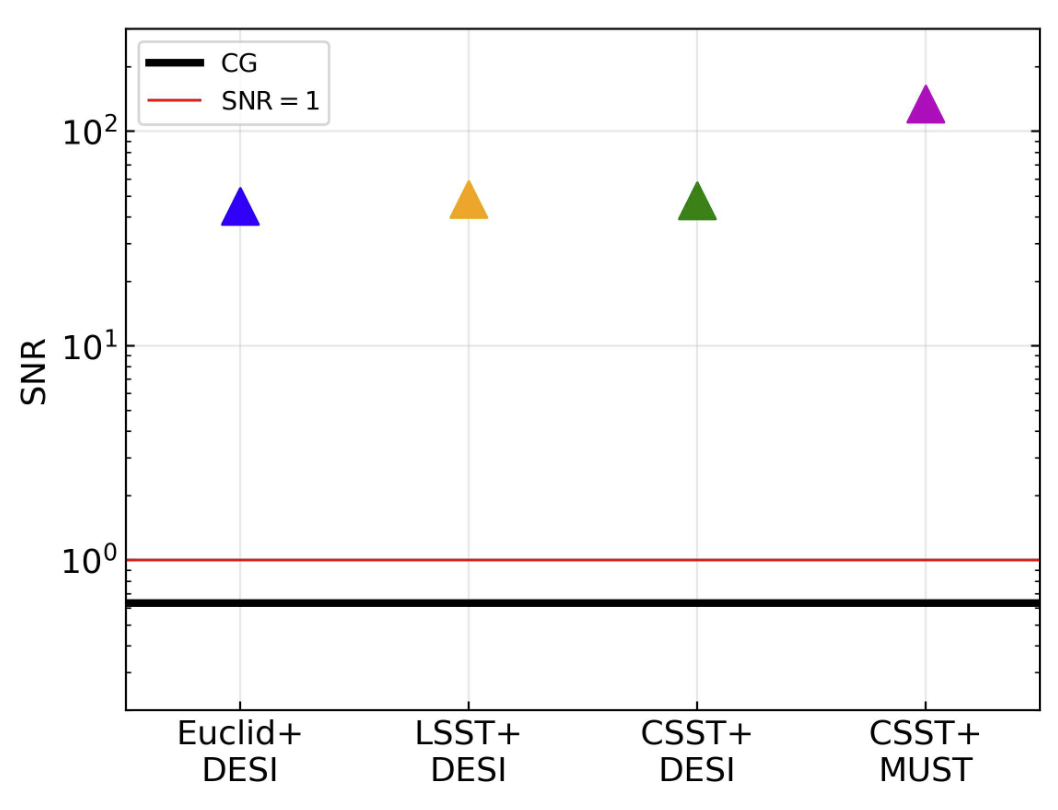 CG
SNR = 1
10²
10¹
10⁰
SNR
Euclid+
DESI
LSST+
DESI
CSST+
DESI
CSST+
MUST